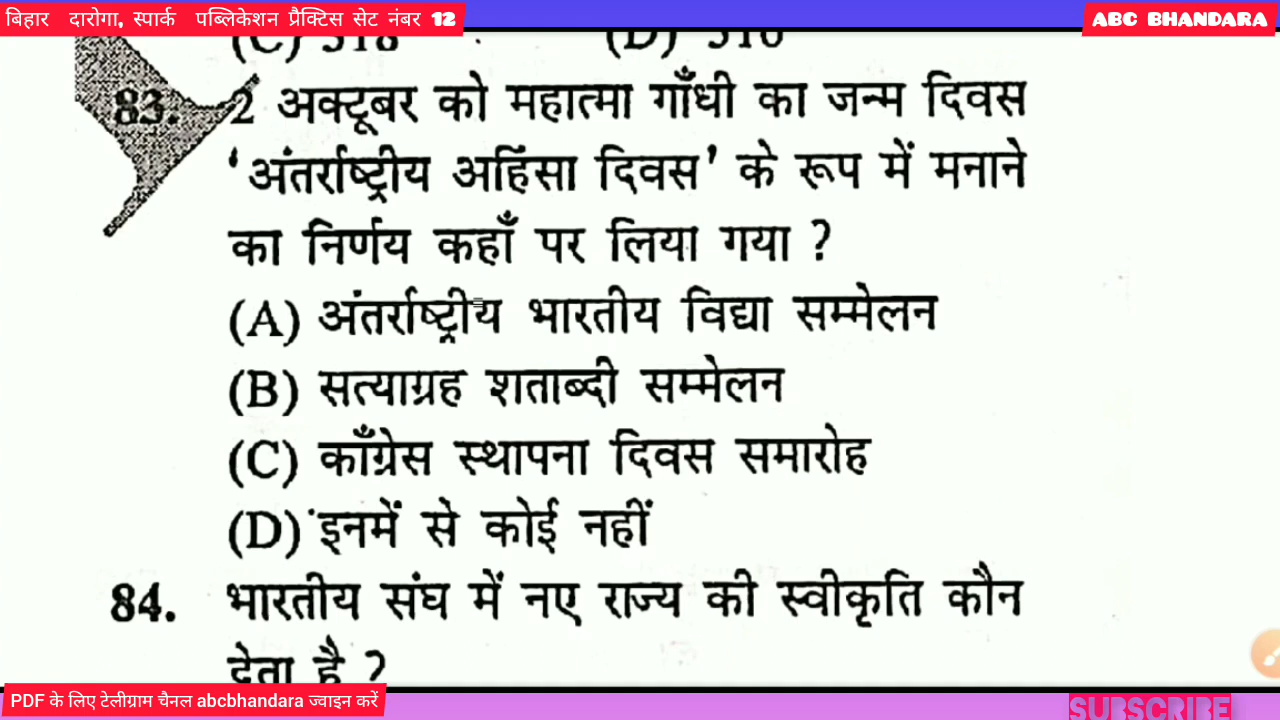 बिहार दारोगा, स्पार्क पब्लिकेशन प्रैक्टिस सेट नंबर 12
ABC BHANDARA
(C) 318 (D) 316
83. 2 अक्टूबर को महात्मा गाँधी का जन्म दिवस
‘अंतर्राष्ट्रीय अहिंसा दिवस’ के रूप में मनाने
का निर्णय कहाँ पर लिया गया ?
(A) अंतर्राष्ट्रीय भारतीय विद्या सम्मेलन
(B) सत्याग्रह शताब्दी सम्मेलन
(C) काँग्रेस स्थापना दिवस समारोह
(D) इनमें से कोई नहीं
84. भारतीय संघ में नए राज्य की स्वीकृति कौन
देता है ?
PDF के लिए टेलीग्राम चैनल abcbhandara ज्वाइन करें
SUBSCRIBE